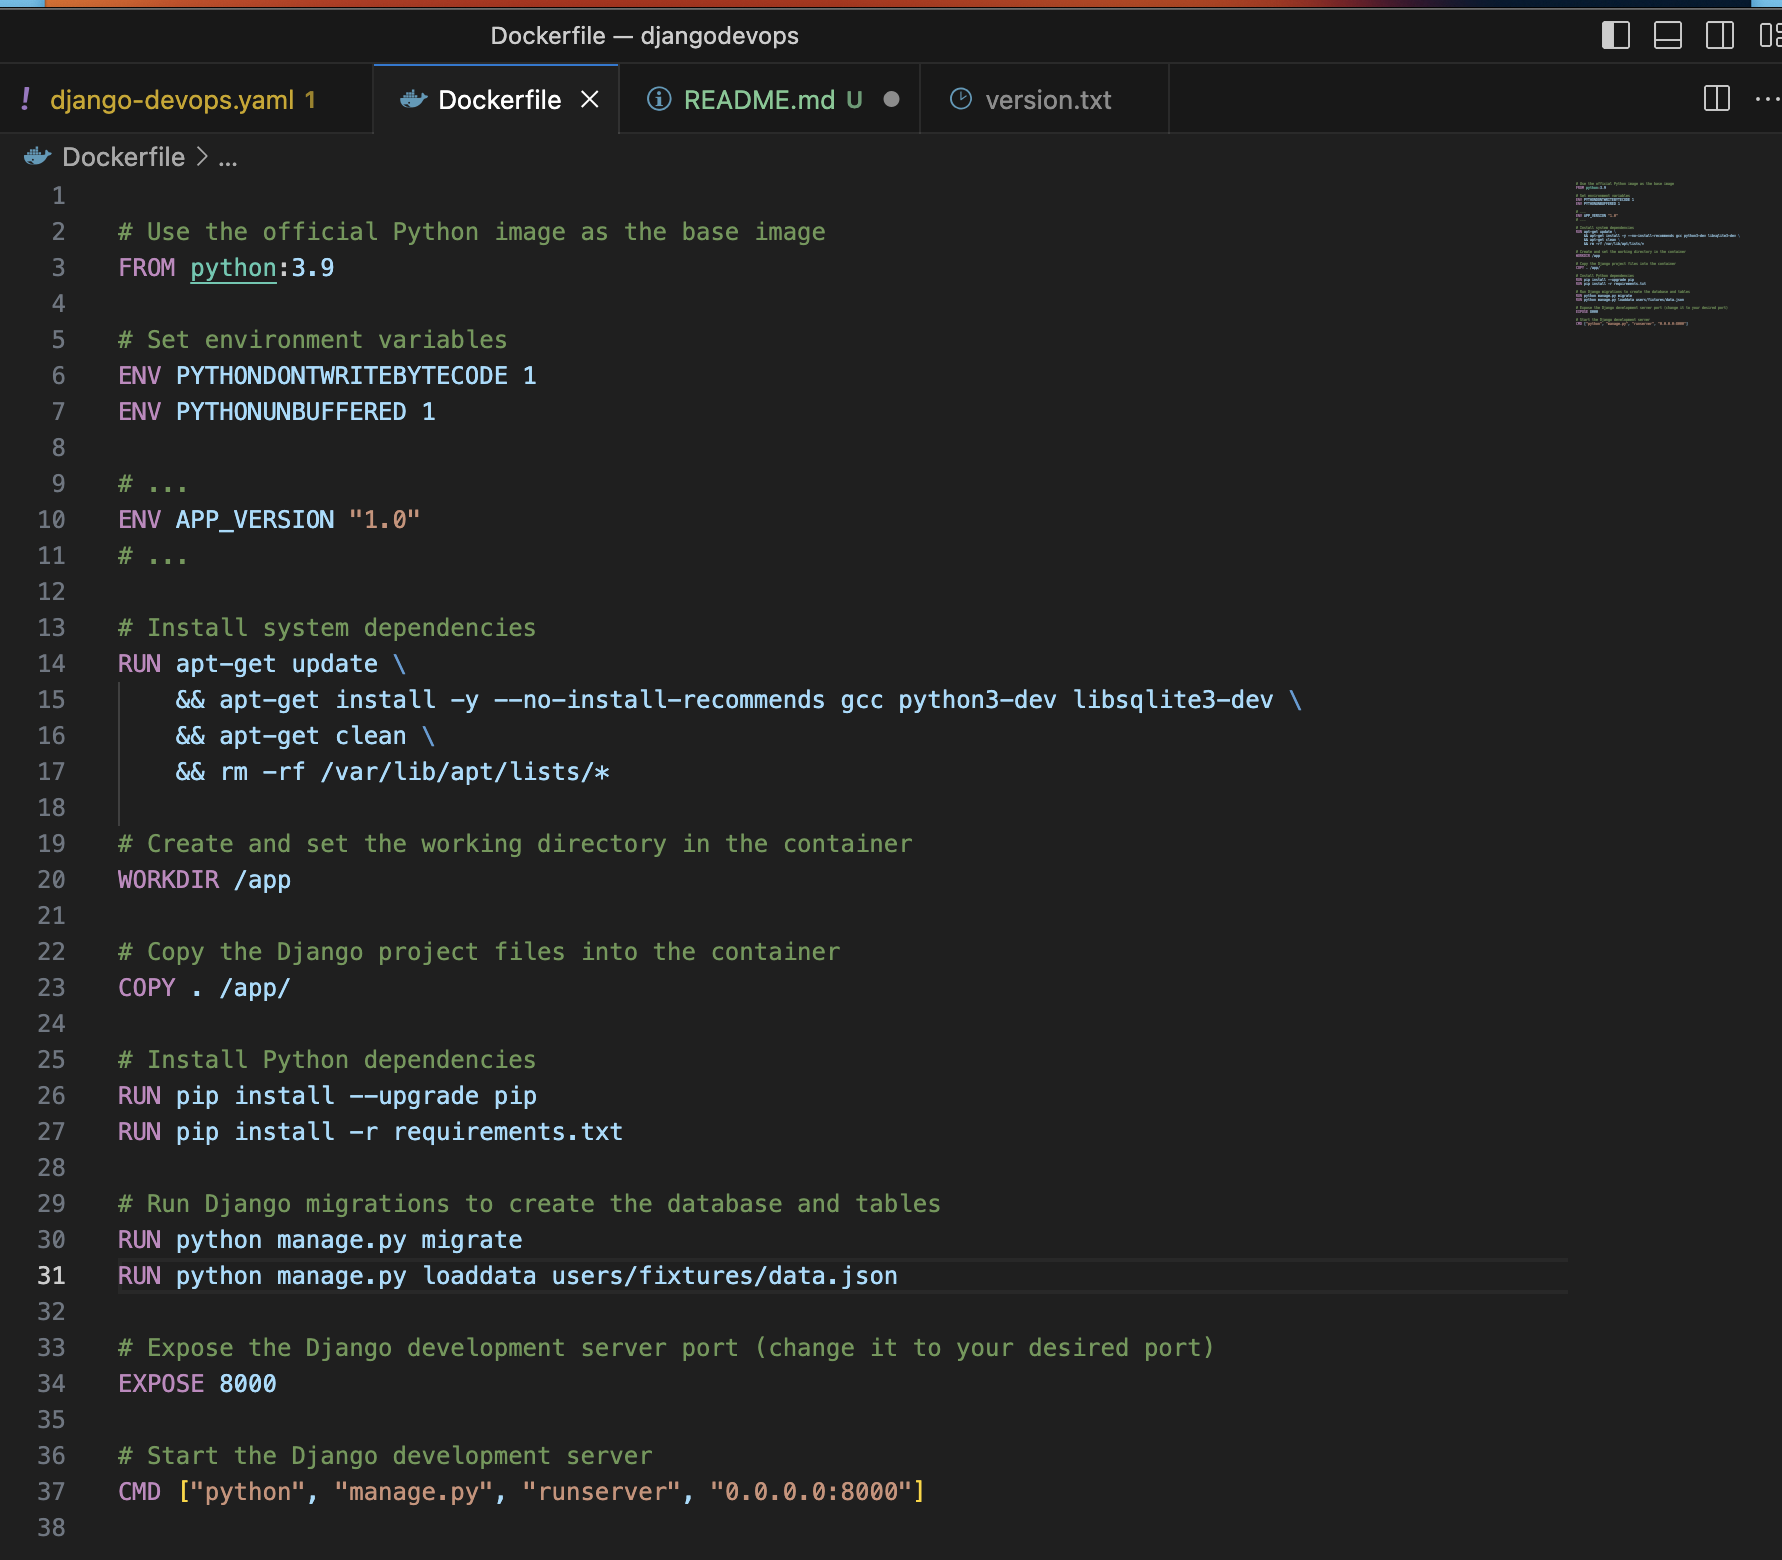 Dockerfile — djangodevops
! django-devops.yaml 1
Dockerfile
README.md U
version.txt
Dockerfile > ...
1
2 # Use the official Python image as the base image
3 FROM python:3.9
4
5 # Set environment variables
6 ENV PYTHONDONTWRITEBYTECODE 1
7 ENV PYTHONUNBUFFERED 1
8
9 # ...
10 ENV APP_VERSION "1.0"
11 # ...
12
13 # Install system dependencies
14 RUN apt-get update \
15 && apt-get install -y --no-install-recommends gcc python3-dev libsqlite3-dev \
16 && apt-get clean \
17 && rm -rf /var/lib/apt/lists/*
18
19 # Create and set the working directory in the container
20 WORKDIR /app
21
22 # Copy the Django project files into the container
23 COPY . /app/
24
25 # Install Python dependencies
26 RUN pip install --upgrade pip
27 RUN pip install -r requirements.txt
28
29 # Run Django migrations to create the database and tables
30 RUN python manage.py migrate
31 RUN python manage.py loaddata users/fixtures/data.json
32
33 # Expose the Django development server port (change it to your desired port)
34 EXPOSE 8000
35
36 # Start the Django development server
37 CMD ["python", "manage.py", "runserver", "0.0.0.0:8000"]
38